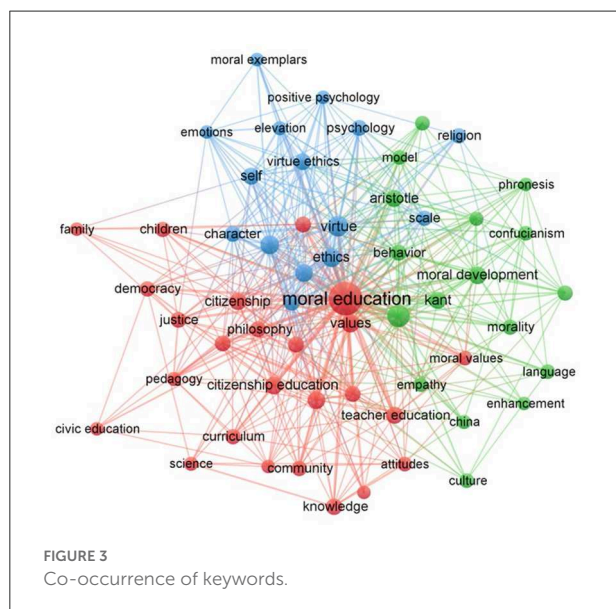 moral exemplars
positive psychology
emotions
elevation
psychology
religion
virtue ethics
model
self
phronesis
aristotle
family
children
character
virtue
scale
confucianism
ethics
behavior
moral development
democracy
citizenship
moral education
kant
justice
philosophy
values
morality
moral values
pedagogy
citizenship education
empathy
language
enhancement
teacher education
china
civic education
curriculum
science
community
attitudes
culture
knowledge
FIGURE 3
Co-occurrence of keywords.